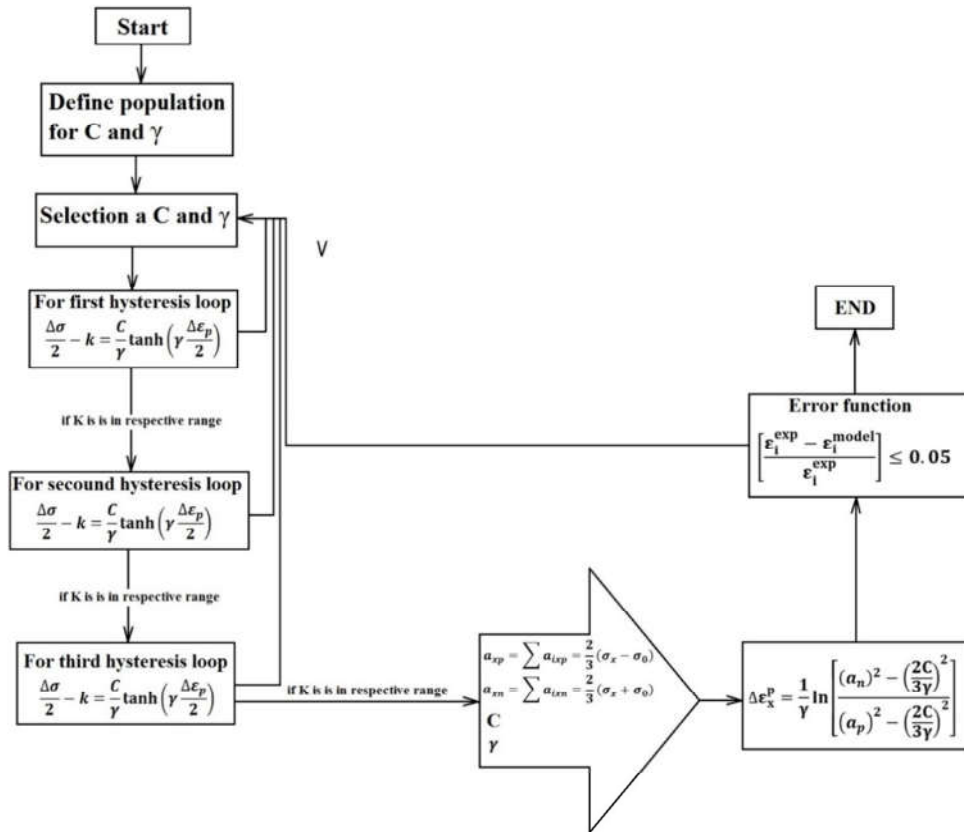 Start
Define population
for C and γ
Selection a C and γ
V
For first hysteresis loop
Δσ/2 − k = C/γ tanh(γ Δε_p/2)
if K is is in respective range
For secound hysteresis loop
Δσ/2 − k = C/γ tanh(γ Δε_p/2)
if K is is in respective range
For third hysteresis loop
Δσ/2 − k = C/γ tanh(γ Δε_p/2)
if K is is in respective range
a_xp = ∑ a_ixp = 2/3 (σ_x − σ_0)
a_xn = ∑ a_ixn = 2/3 (σ_x + σ_0)
C
γ
Δε_x^p = 1/γ ln[((a_n)^2 − (2C/3γ)^2)/((a_p)^2 − (2C/3γ)^2)]
Error function
[(ε_i^exp − ε_i^model)/ε_i^exp] ≤ 0.05
END